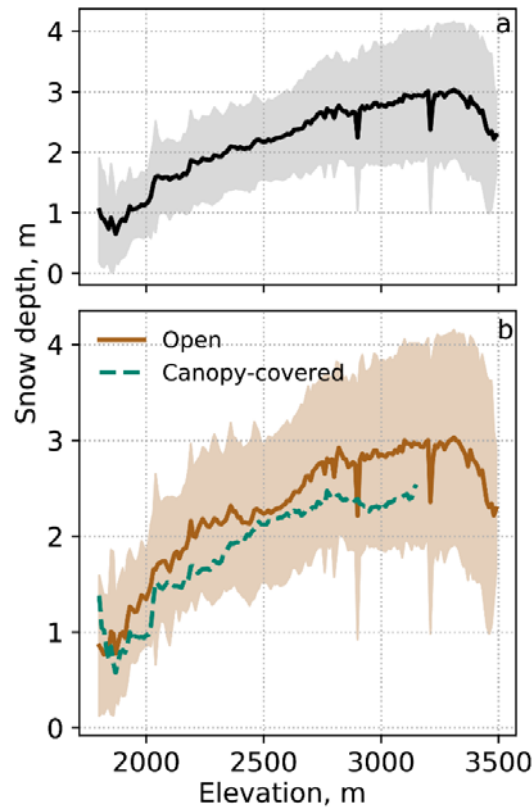 a
4
3
2
1
0
Snow depth, m
b
Open
Canopy-covered
4
3
2
1
0
2000 2500 3000 3500
Elevation, m